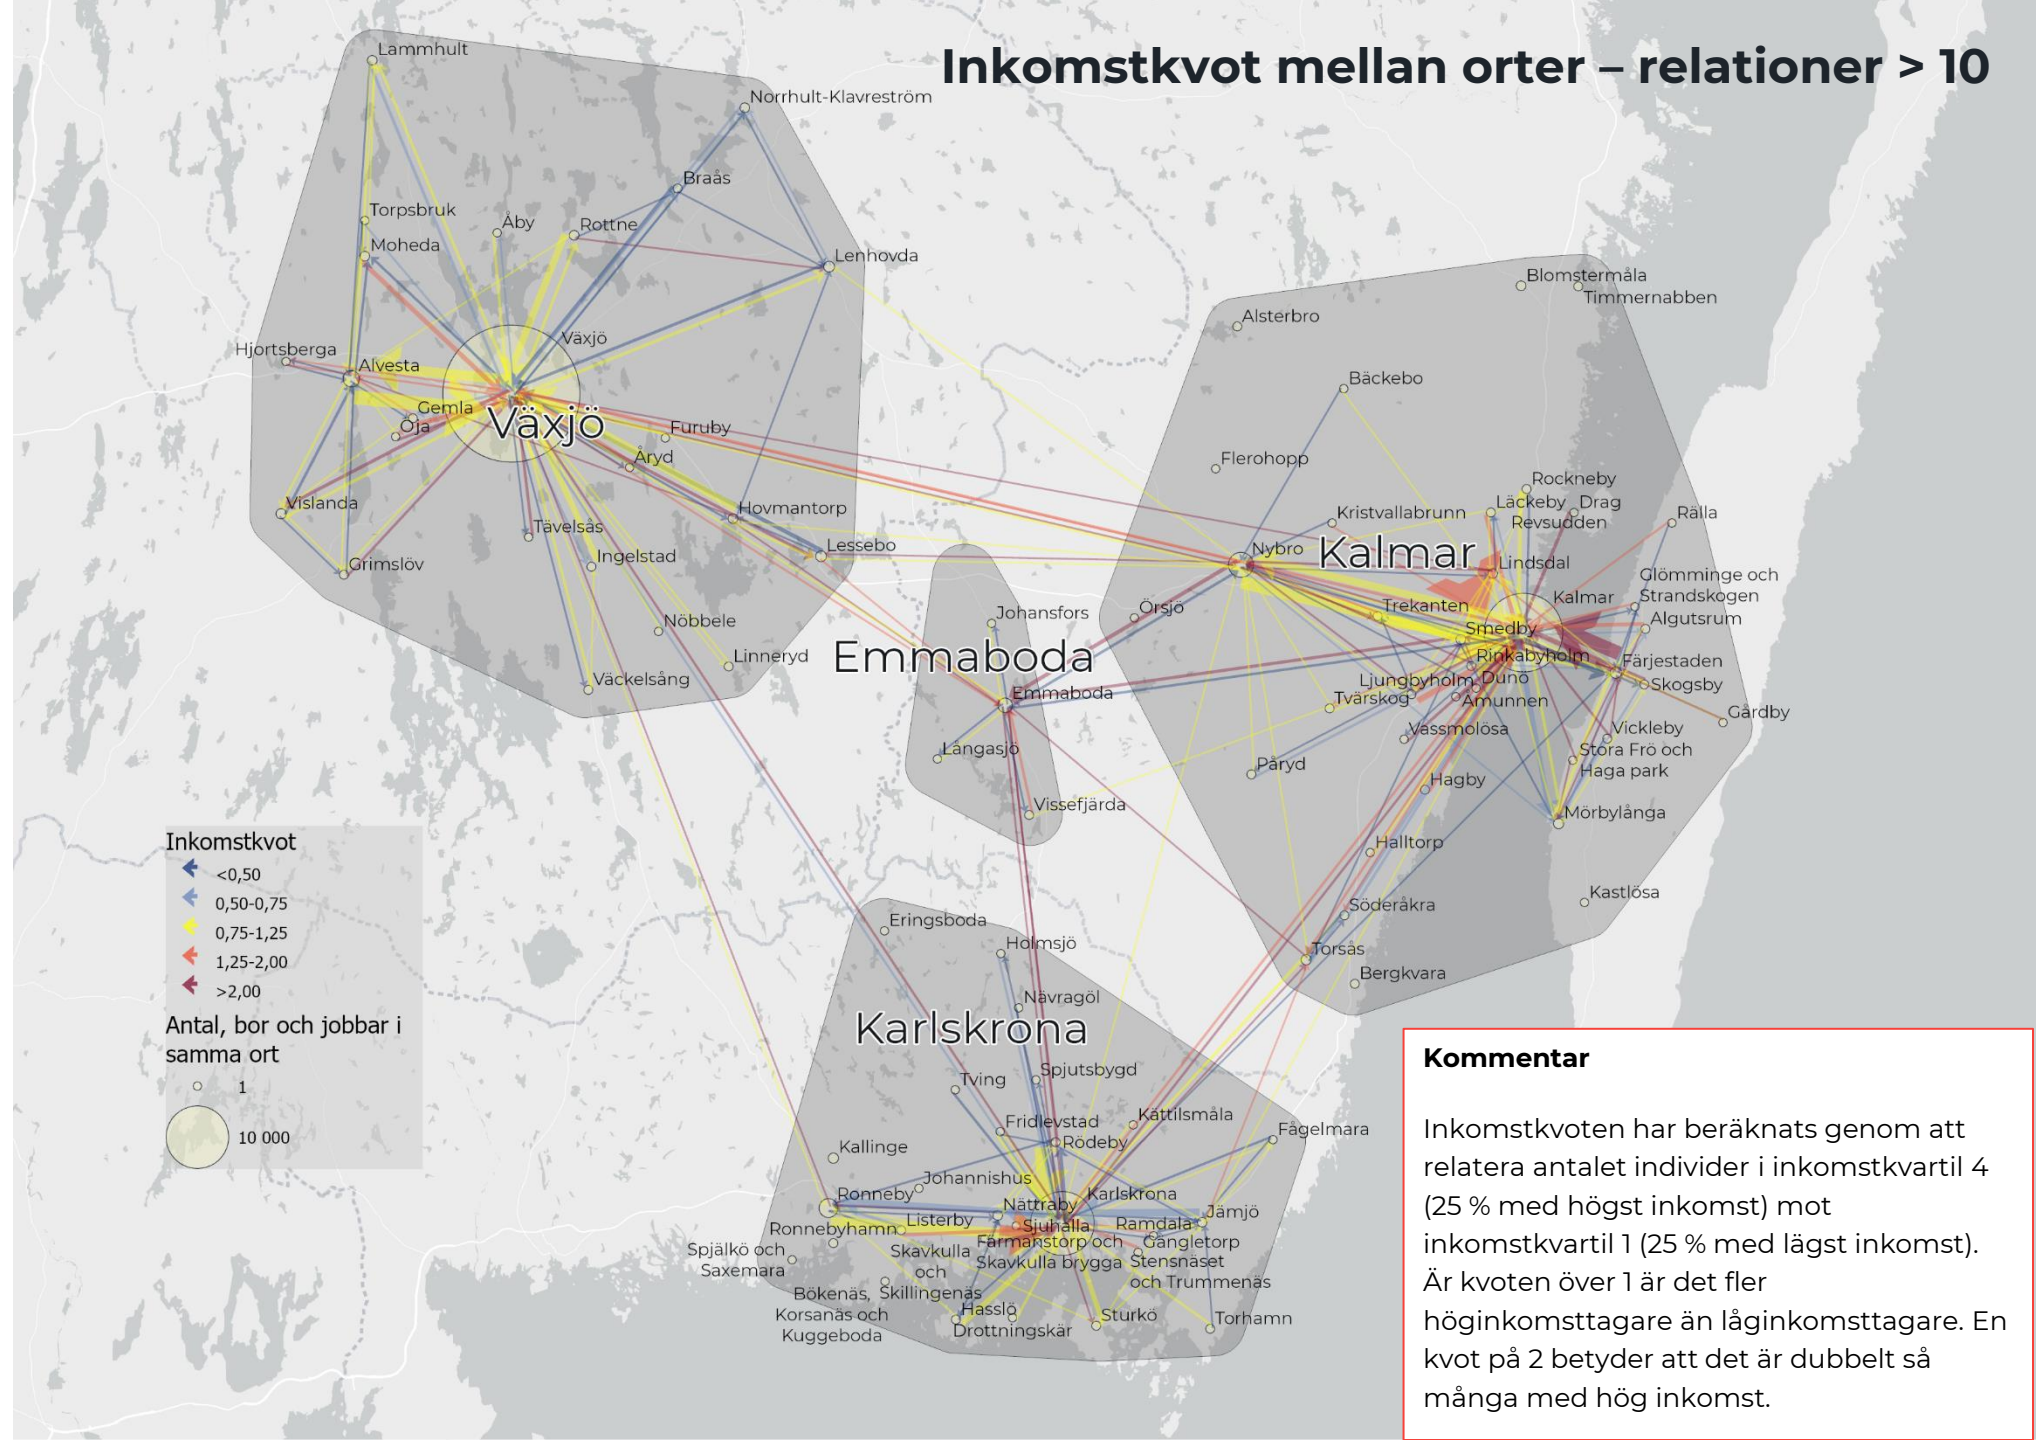 Inkomstkvot mellan orter – relationer > 10
Lammhult
Norrhult-Klavreström
Braås
Torpsbruk
Åby
Rottne
Moheda
Lenhovda
Växjö
Hjortsberga
Alvesta
Gemla
Öja
Växjö
Furuby
Åryd
Vislanda
Hovmantorp
Tävelsås
Lessebo
Ingelstad
Grimslöv
Nöbbele
Linneryd
Väckelsång
Blomstermåla
Timmernabben
Alsterbro
Bäckebo
Flerohopp
Rockneby
Kristvallabrunn
Läckeby
Drag
Revsudden
Rälla
Nybro
Kalmar
Lindsdal
Glömminge och
Strandskogen
Kalmar
Algutsrum
Trekanten
Smedby
Rinkabyholm
Färjestaden
Ljungbyholm
Dunö
Skogsby
Tvärskog
Åmunnen
Gårdby
Vassmolösa
Vickleby
Stora Frö och
Haga park
Påryd
Hagby
Mörbylånga
Halltorp
Kastlösa
Söderåkra
Torsås
Bergkvara
Örsjö
Johansfors
Emmaboda
Emmaboda
Långasjö
Vissefjärda
Eringsboda
Holmsjö
Nävragöl
Karlskrona
Tving
Spjutsbygd
Fridlevstad
Kättilsmåla
Rödeby
Fågelmara
Kallinge
Johannishus
Ronneby
Nättraby
Karlskrona
Jämjö
Listerby
Ronnebyhamn
Sjuhalla
Ramdala
Färmanstorp och
Skavkulla brygga
Gängletorp
Spjälkö och
Saxemara
Skavkulla
och
Skillingenäs
Stensnäset
och Trummenäs
Bökenäs,
Korsanäs och
Kuggeboda
Hasslö
Drottningskär
Sturkö
Torhamn
Inkomstkvot
<0,50
0,50-0,75
0,75-1,25
1,25-2,00
>2,00
Antal, bor och jobbar i
samma ort
1
10 000
Kommentar
Inkomstkvoten har beräknats genom att
relatera antalet individer i inkomstkvartil 4
(25 % med högst inkomst) mot
inkomstkvartil 1 (25 % med lägst inkomst).
Är kvoten över 1 är det fler
höginkomsttagare än låginkomsttagare. En
kvot på 2 betyder att det är dubbelt så
många med hög inkomst.